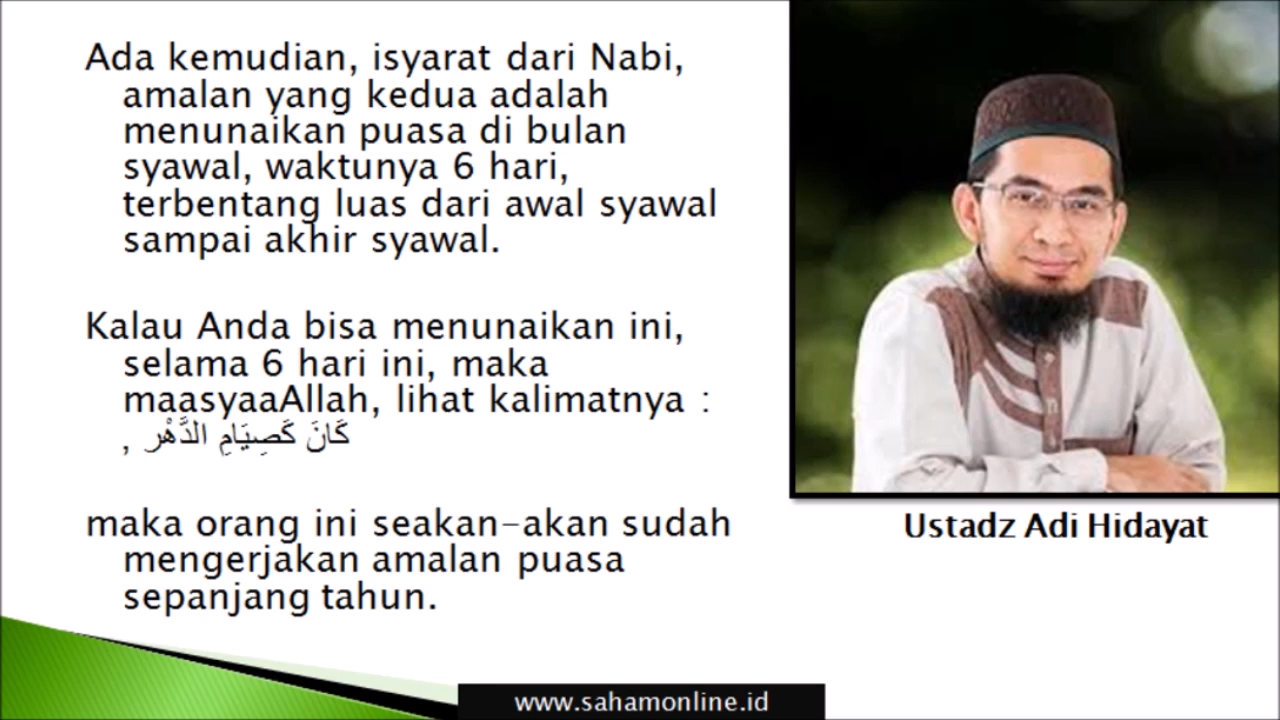 Ada kemudian, isyarat dari Nabi,
amalan yang kedua adalah
menunaikan puasa di bulan
syawal, waktunya 6 hari,
terbentang luas dari awal syawal
sampai akhir syawal.
Kalau Anda bisa menunaikan ini,
selama 6 hari ini, maka
maasyaaAllah, lihat kalimatnya :
كَانَ كَصِيَامِ الدَّهْر ,
maka orang ini seakan-akan sudah
mengerjakan amalan puasa
sepanjang tahun.
Ustadz Adi Hidayat
www.sahamonline.id